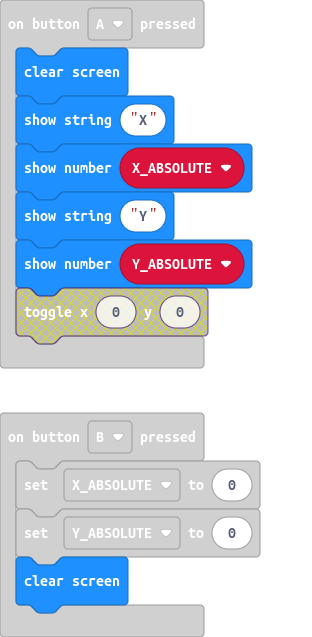 on button A pressed
clear screen
show string "X"
show number X_ABSOLUTE
show string "Y"
show number Y_ABSOLUTE
toggle x 0 y 0
on button B pressed
set X_ABSOLUTE to 0
set Y_ABSOLUTE to 0
clear screen